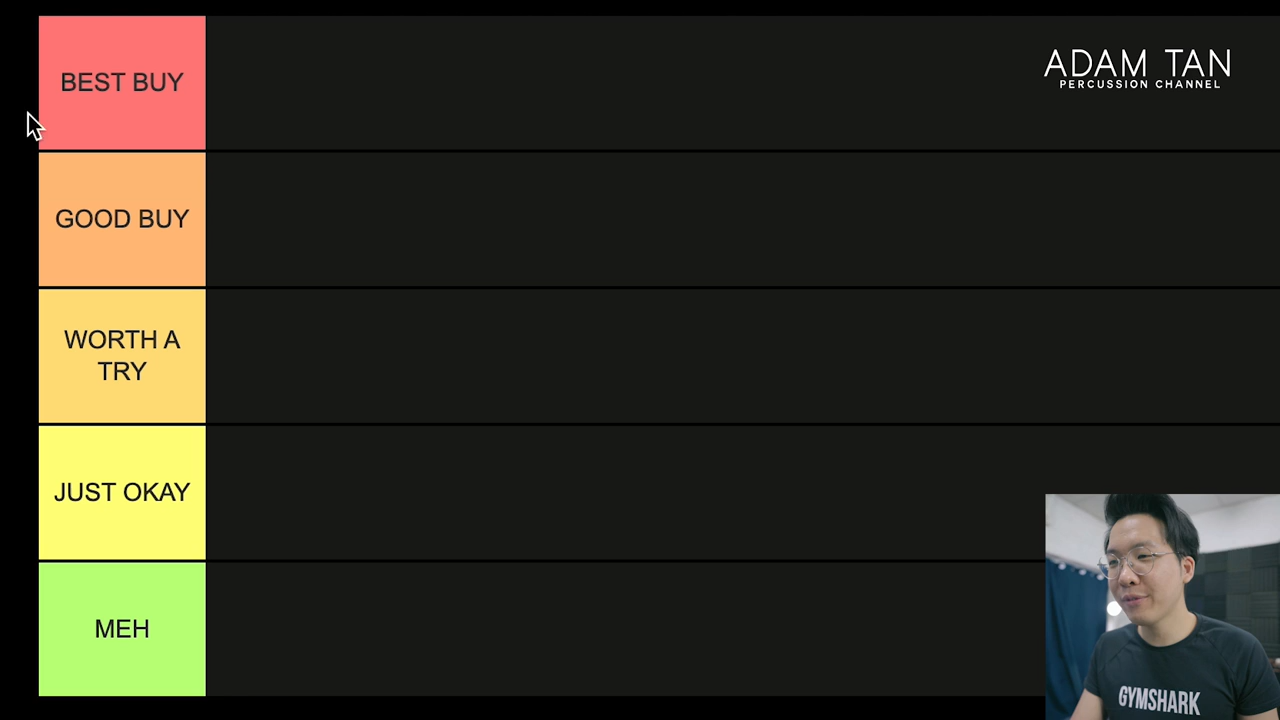 BEST BUY
ADAM TAN
PERCUSSION CHANNEL
GOOD BUY
WORTH A
TRY
JUST OKAY
MEH
GYMSHARK